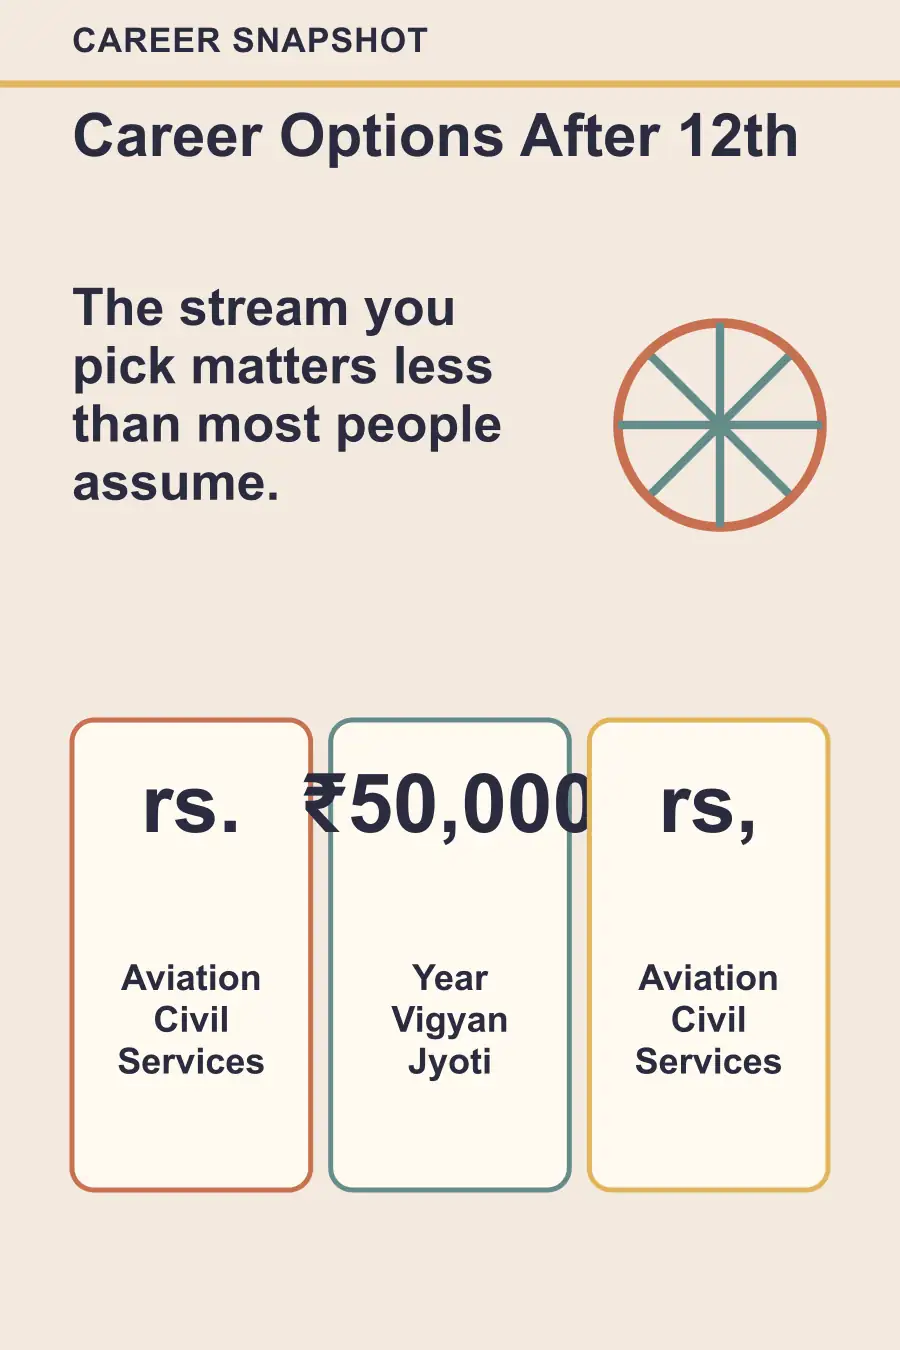 CAREER SNAPSHOT
Career Options After 12th
The stream you
pick matters less
than most people
assume.
rs.
Aviation
Civil
Services
₹50,000
Year
Vigyan
Jyoti
rs,
Aviation
Civil
Services